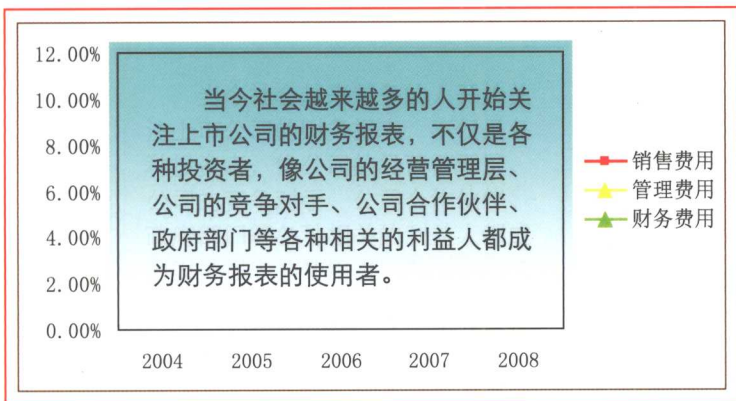 12.00%
10.00%
8.00%
6.00%
4.00%
2.00%
0.00%
当今社会越来越多的人开始关
注上市公司的财务报表，不仅是各
种投资者，像公司的经营管理层、
公司的竞争对手、公司合作伙伴、
政府部门等各种相关的利益人都成
为财务报表的使用者。
销售费用
管理费用
财务费用
2004 2005 2006 2007 2008